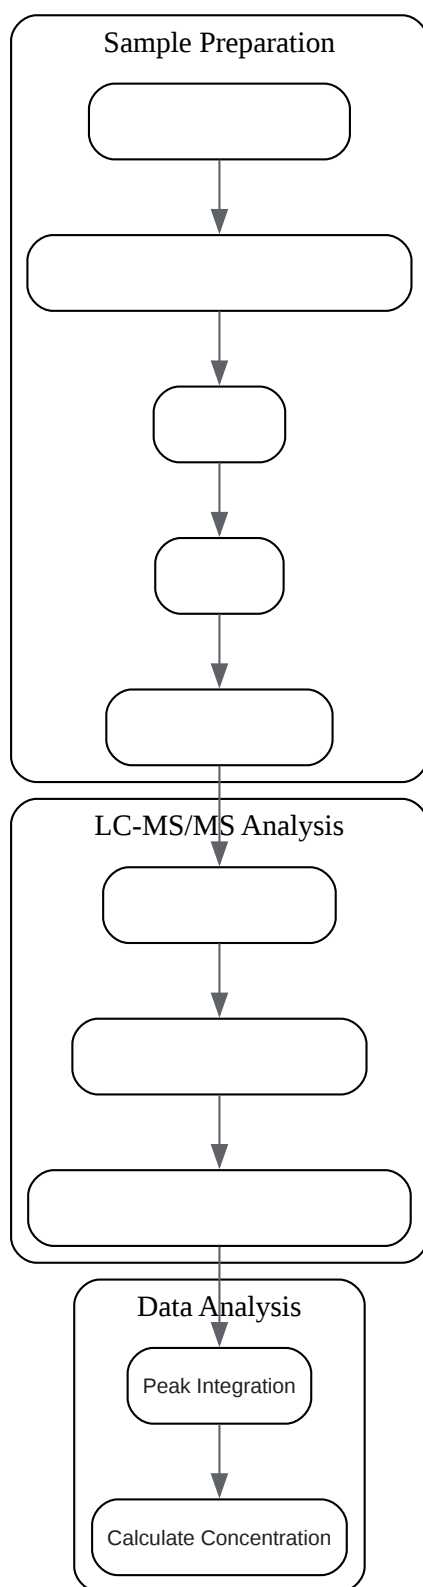 Sample Preparation
LC-MS/MS Analysis
Data Analysis
Peak Integration
Calculate Concentration